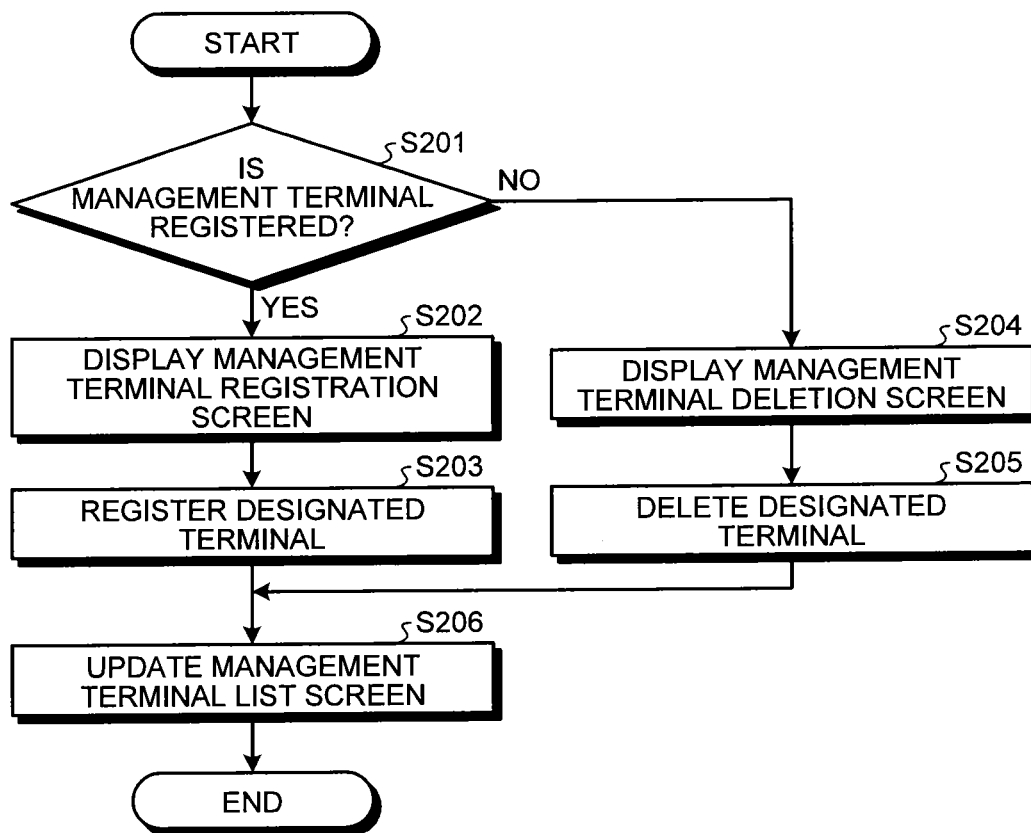 START
S201
IS
MANAGEMENT TERMINAL
REGISTERED?
NO
YES
S202
DISPLAY MANAGEMENT
TERMINAL REGISTRATION
SCREEN
S204
DISPLAY MANAGEMENT
TERMINAL DELETION SCREEN
S203
REGISTER DESIGNATED
TERMINAL
S205
DELETE DESIGNATED
TERMINAL
S206
UPDATE MANAGEMENT
TERMINAL LIST SCREEN
END